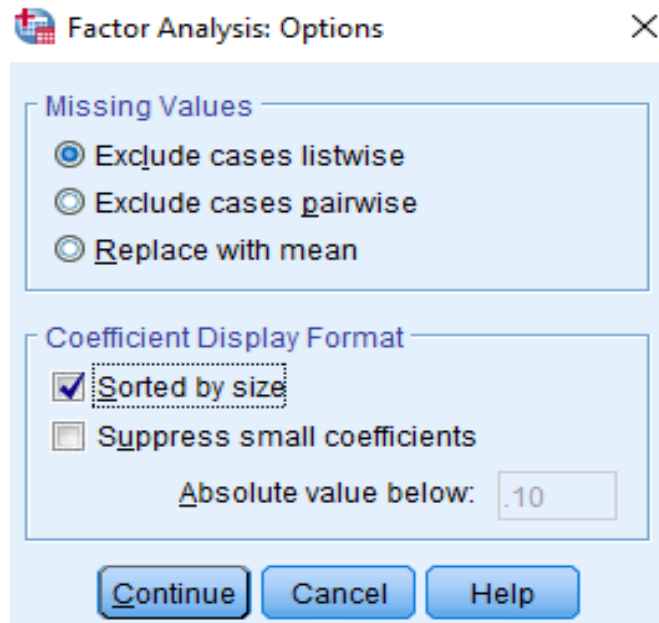 Factor Analysis: Options
Missing Values
Exclude cases listwise
Exclude cases pairwise
Replace with mean
Coefficient Display Format
Sorted by size
Suppress small coefficients
Absolute value below: .10
Continue Cancel Help